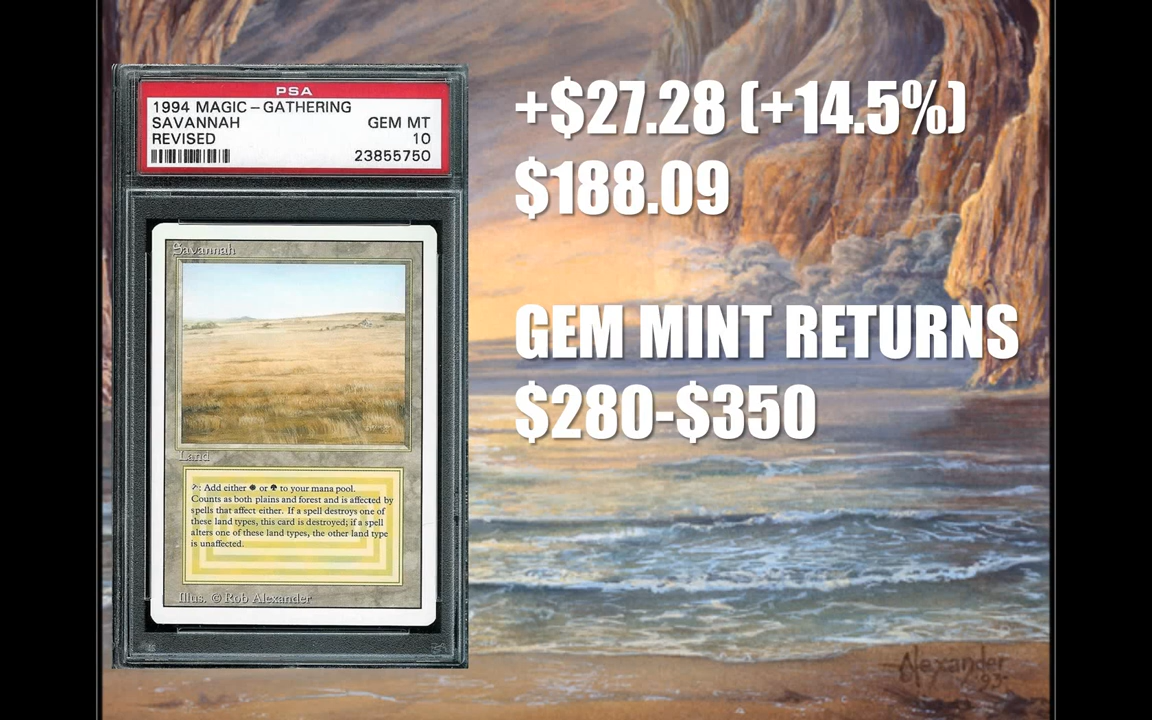 PSA
1994 MAGIC-GATHERING
SAVANNAH GEM MT
REVISED 10
23855750
Savannah
Land
: Add either or to your mana pool.
Counts as both plains and forest and is affected by
spells that affect either. If a spell destroys one of
these land types, this card is destroyed; if a spell
alters one of these land types, the other land type
is unaffected.
Illus. © Rob Alexander
+$27.28 (+14.5%)
$188.09
GEM MINT RETURNS
$280-$350
Alexander
93